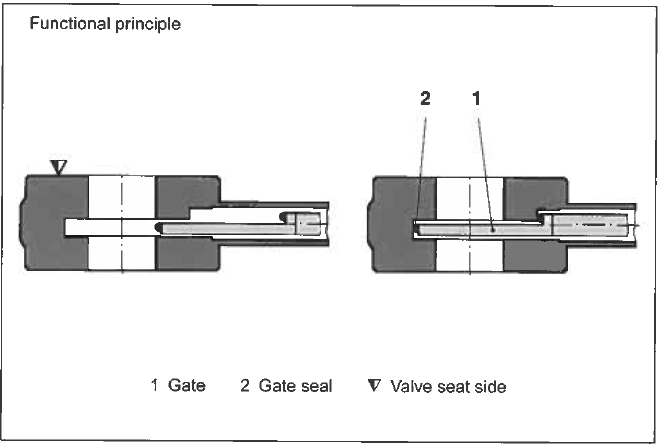 Functional principle
2 1
1 Gate 2 Gate seal Valve seat side